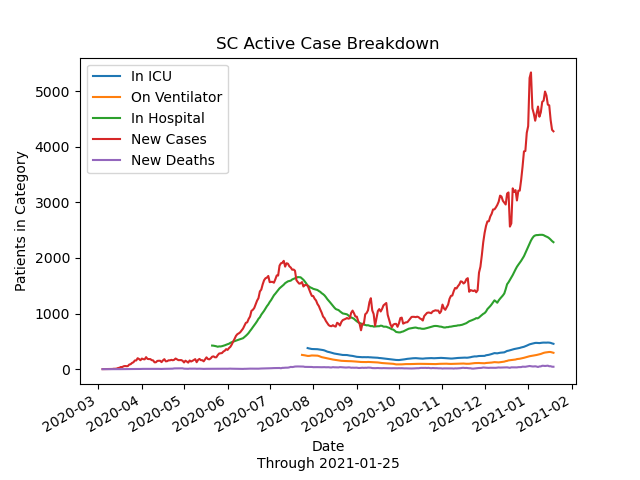 SC Active Case Breakdown
In ICU
On Ventilator
In Hospital
New Cases
New Deaths
Patients in Category
5000
4000
3000
2000
1000
0
2020-03
2020-04
2020-05
2020-06
2020-07
2020-08
2020-09
2020-10
2020-11
2020-12
2021-01
2021-02
Date
Through 2021-01-25